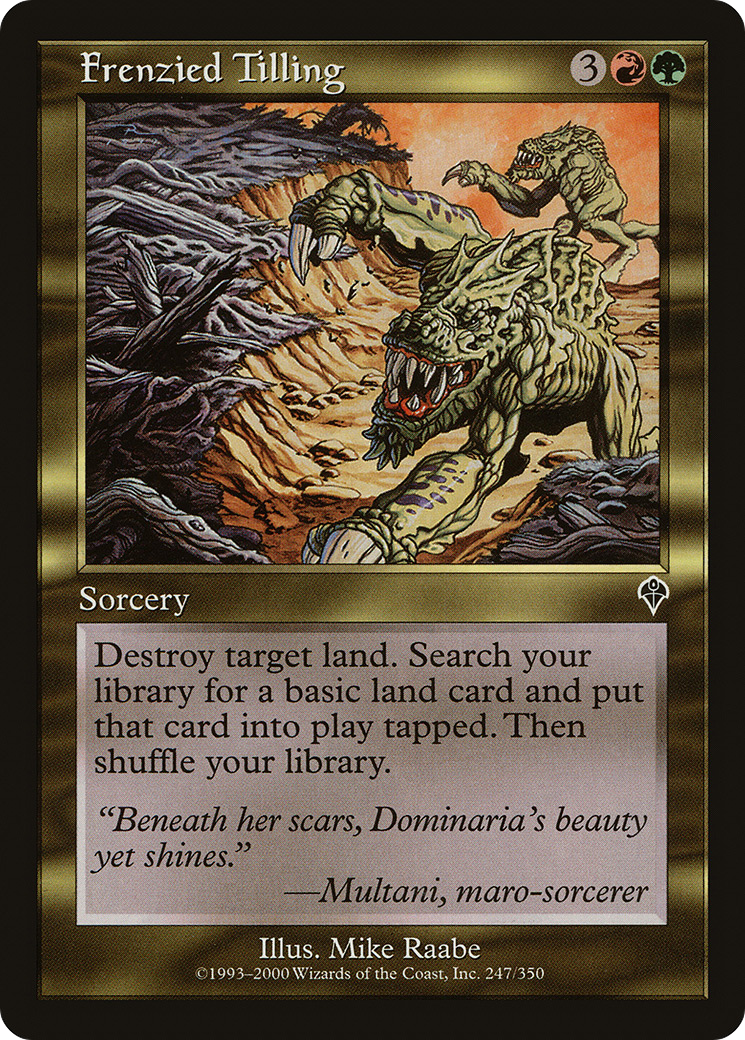 Frenzied Tilling
3
Sorcery
Destroy target land. Search your
library for a basic land card and put
that card into play tapped. Then
shuffle your library.
“Beneath her scars, Dominaria’s beauty
yet shines.”
—Multani, maro-sorcerer
Illus. Mike Raabe
©1993–2000 Wizards of the Coast, Inc. 247/350